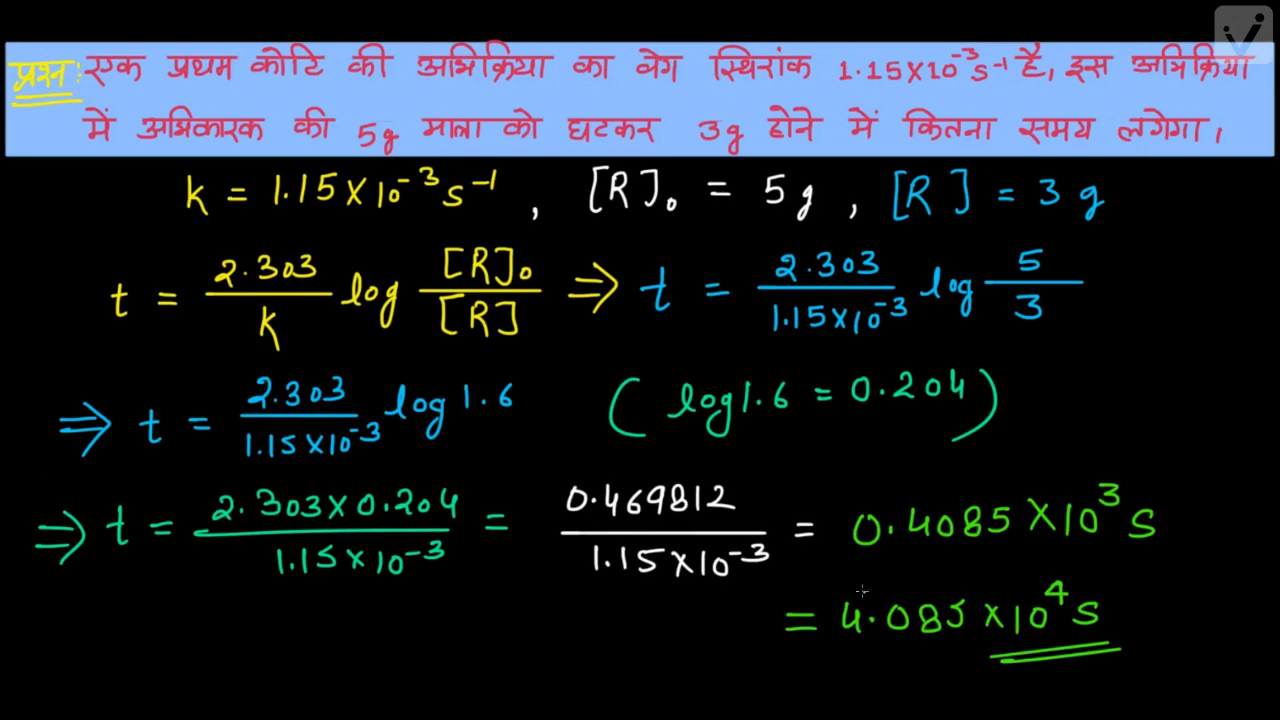 प्रश्न: एक प्रथम कोटि की अभिक्रिया का वेग स्थिरांक 1.15×10⁻³s⁻¹ है, इस अभिक्रिया
में अभिकारक की 5g मात्रा को घटकर 3g होने में कितना समय लगेगा।
k = 1.15×10⁻³s⁻¹, [R]₀ = 5g, [R] = 3g
t = 2.303/k log [R]₀/[R] ⇒ t = 2.303/1.15×10⁻³ log 5/3
⇒ t = 2.303/1.15×10⁻³ log 1.6 (log 1.6 = 0.204)
⇒ t = 2.303×0.204/1.15×10⁻³ = 0.469812/1.15×10⁻³ = 0.4085×10³s
= 4.085×10⁴s